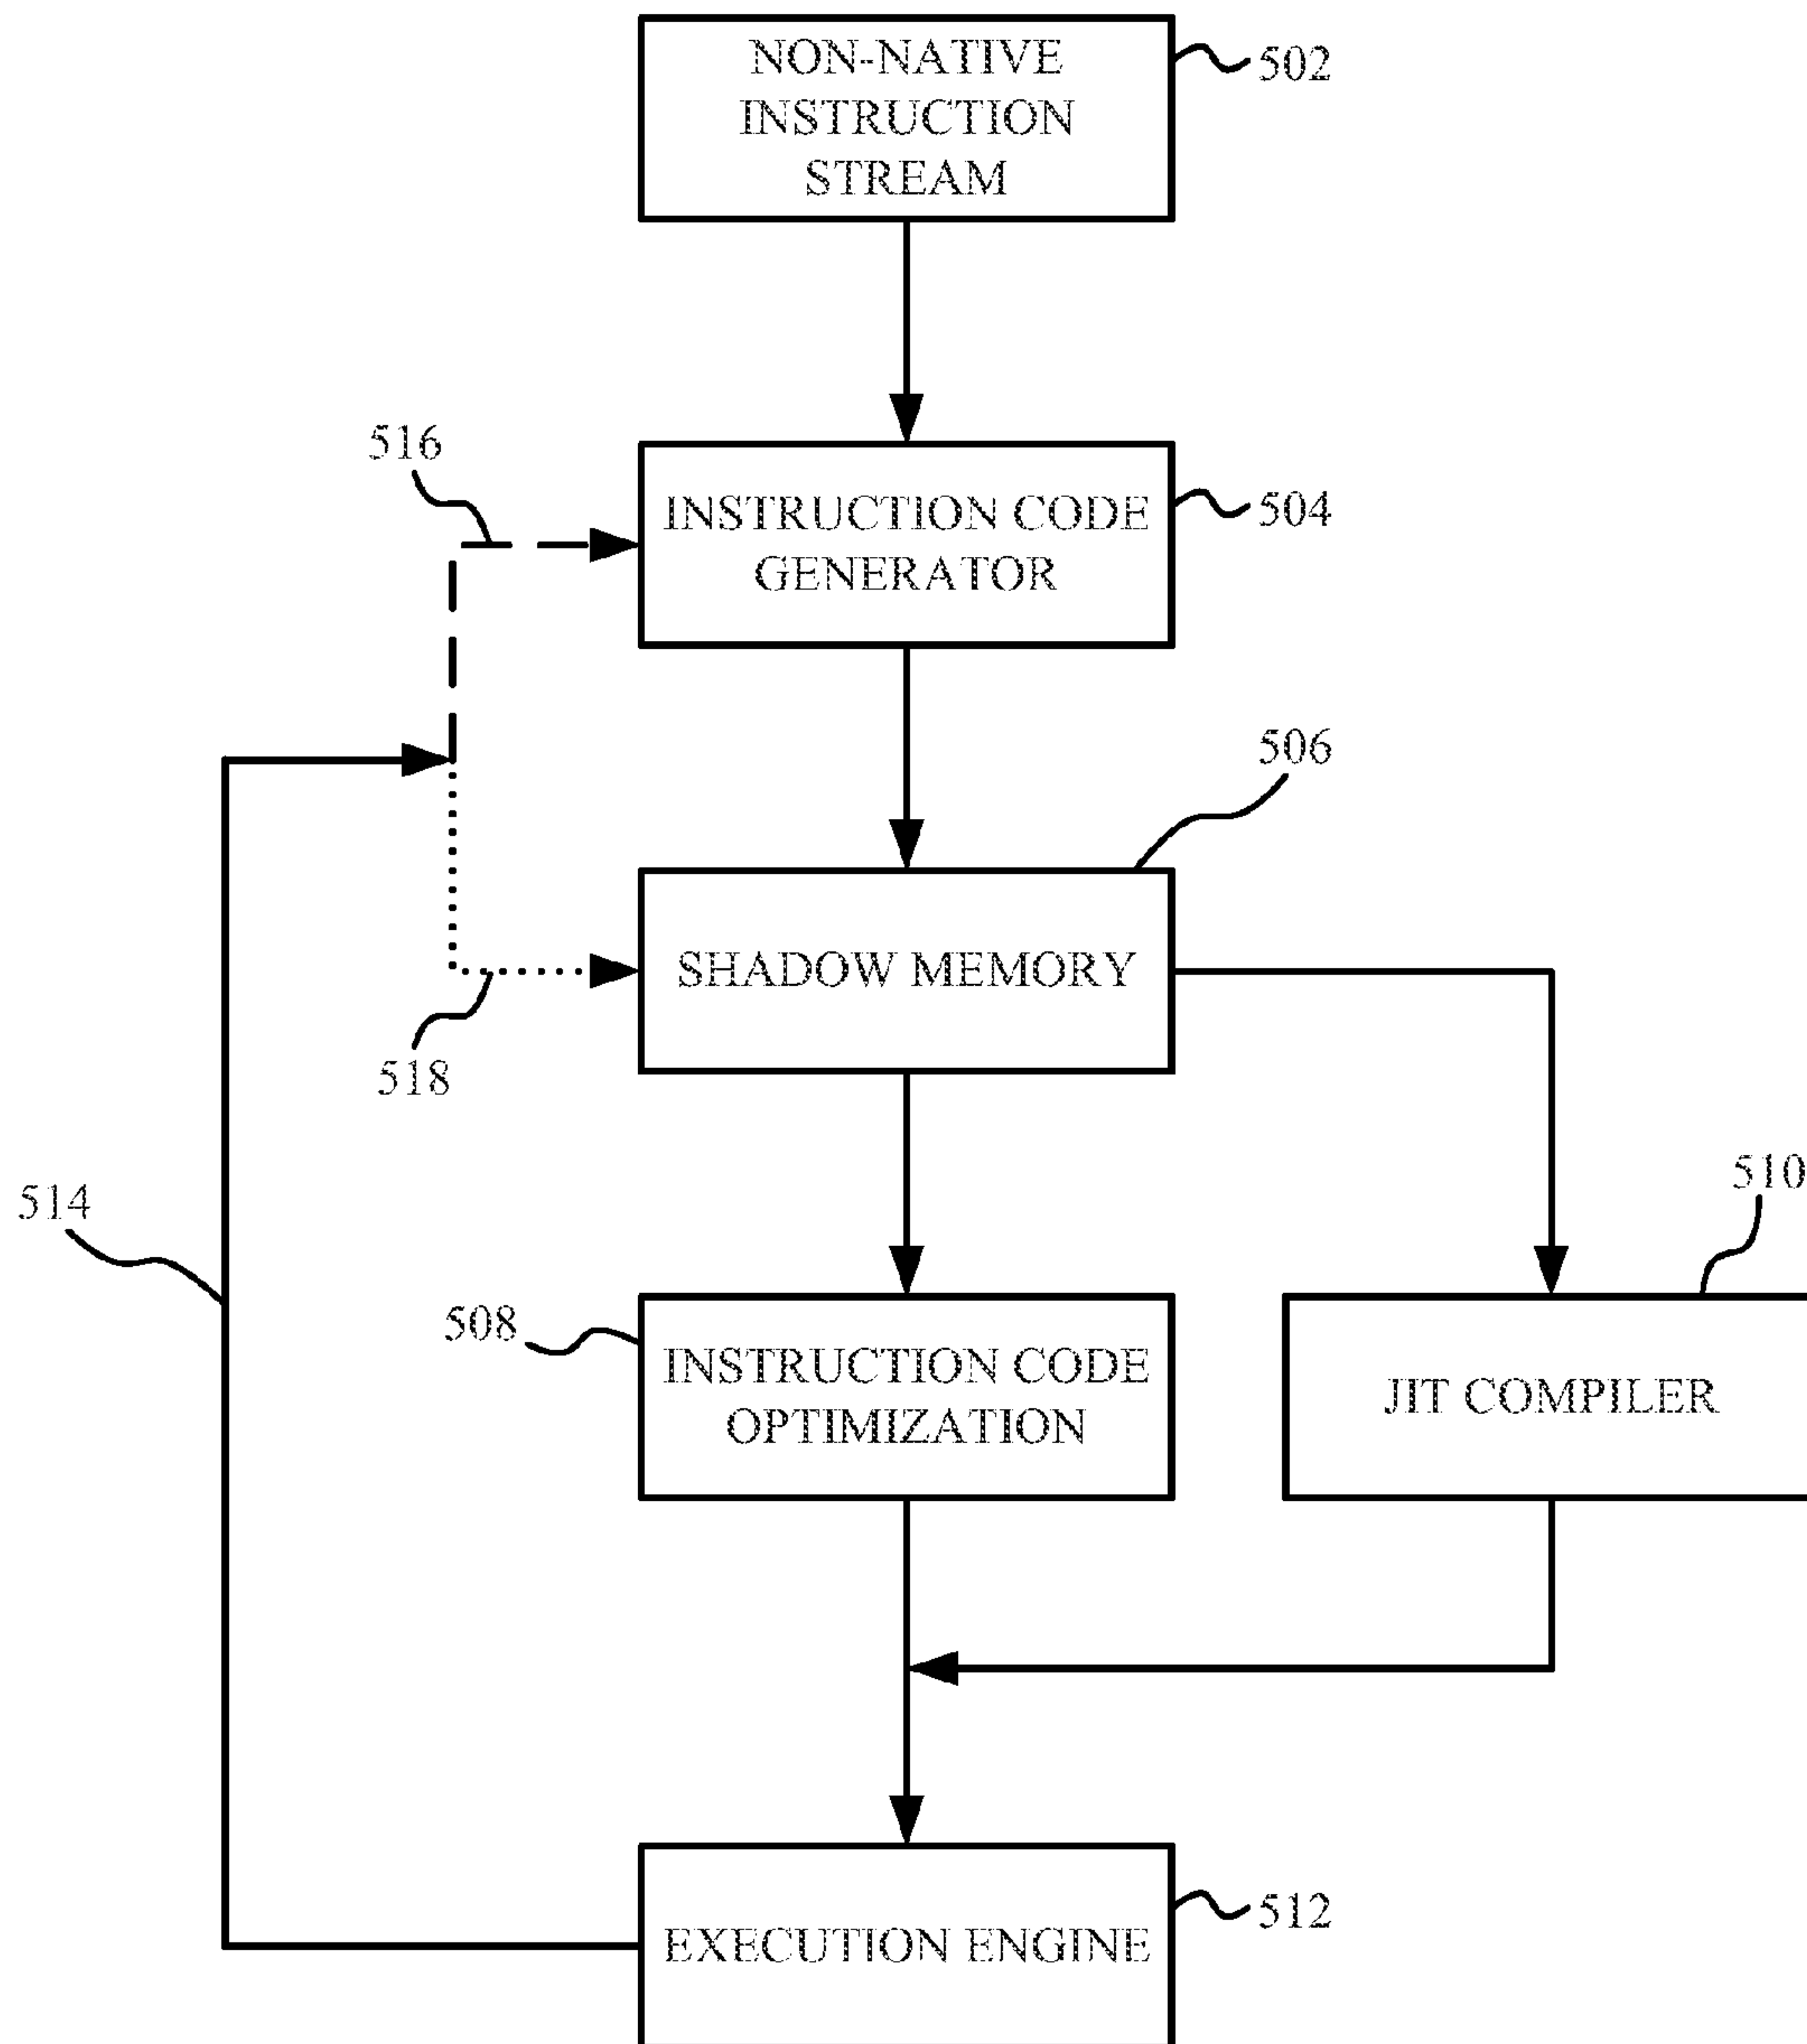 NON-NATIVE
INSTRUCTION
STREAM
502
516
INSTRUCTION CODE
GENERATOR
504
506
SHADOW MEMORY
518
514
510
508
INSTRUCTION CODE
OPTIMIZATION
JIT COMPILER
EXECUTION ENGINE
512